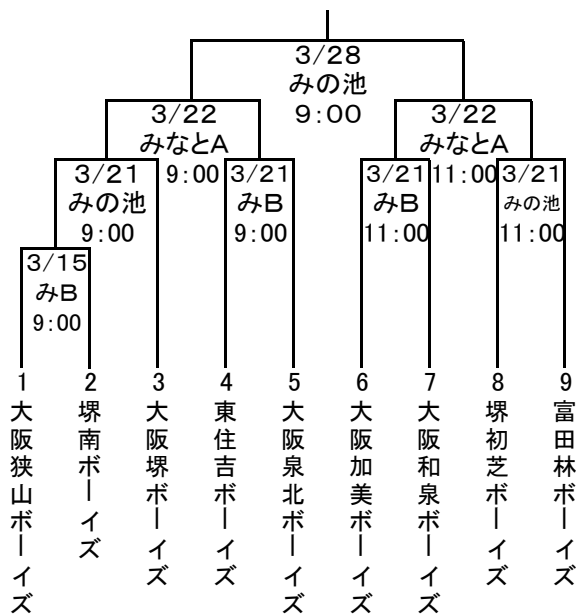 3/28
みの池
9:00
3/22
みなとA
9:00
3/22
みなとA
11:00
3/21
みの池
9:00
3/21
みB
9:00
3/21
みB
11:00
3/21
みの池
11:00
3/15
みB
9:00
1
大阪狭山ボーイズ
2
堺南ボーイズ
3
大阪堺ボーイズ
4
東住吉ボーイズ
5
大阪泉北ボーイズ
6
大阪加美ボーイズ
7
大阪和泉ボーイズ
8
堺初芝ボーイズ
9
富田林ボーイズ